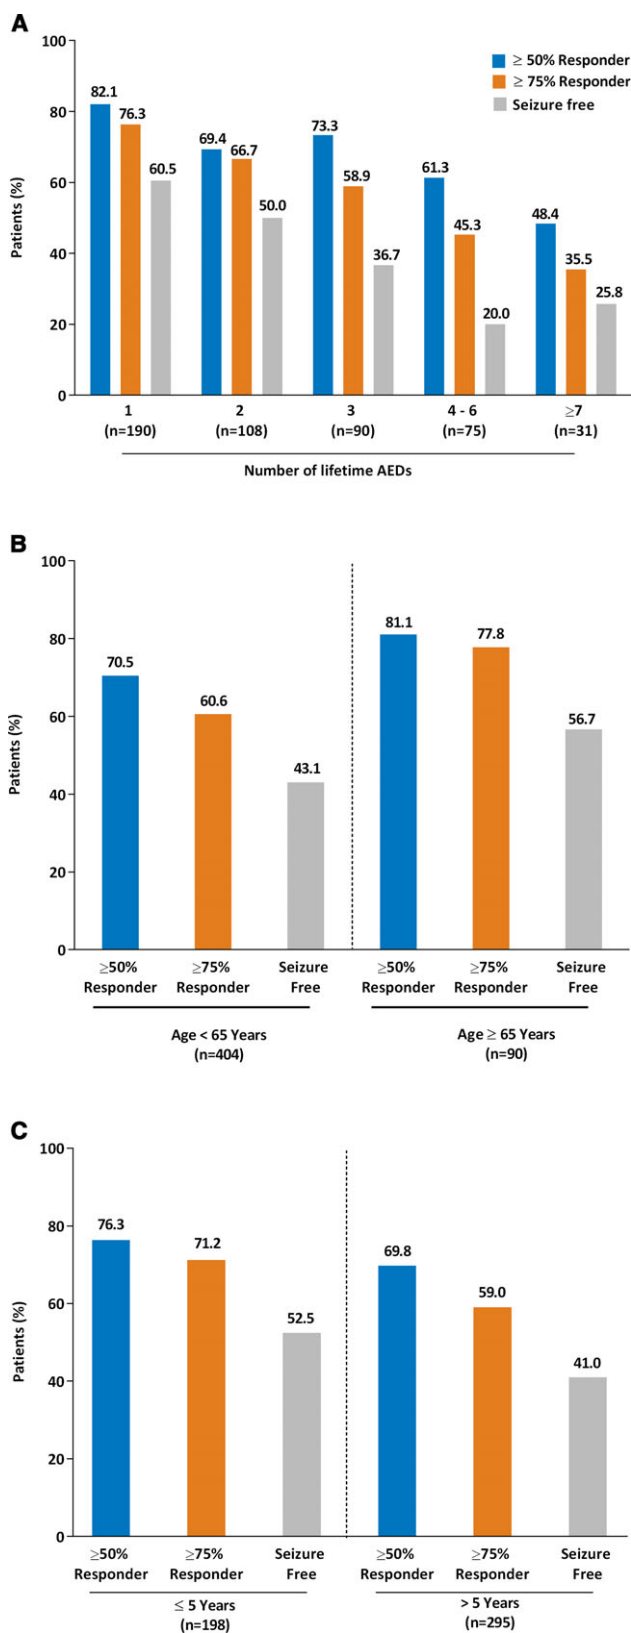 A
100
80
60
40
20
0
Patients (%)
≥ 50% Responder
≥ 75% Responder
Seizure free
82.1
76.3
60.5
69.4
66.7
50.0
73.3
58.9
36.7
61.3
45.3
20.0
48.4
35.5
25.8
1 2 3 4 - 6 ≥7
(n=190) (n=108) (n=90) (n=75) (n=31)
Number of lifetime AEDs
B
100
80
60
40
20
0
Patients (%)
70.5
60.6
43.1
81.1
77.8
56.7
≥50% ≥75% Seizure ≥50% ≥75% Seizure
Responder Responder Free Responder Responder Free
Age < 65 Years Age ≥ 65 Years
(n=404) (n=90)
C
100
80
60
40
20
0
Patients (%)
76.3
71.2
52.5
69.8
59.0
41.0
≥50% ≥75% Seizure ≥50% ≥75% Seizure
Responder Responder Free Responder Responder Free
≤ 5 Years > 5 Years
(n=198) (n=295)